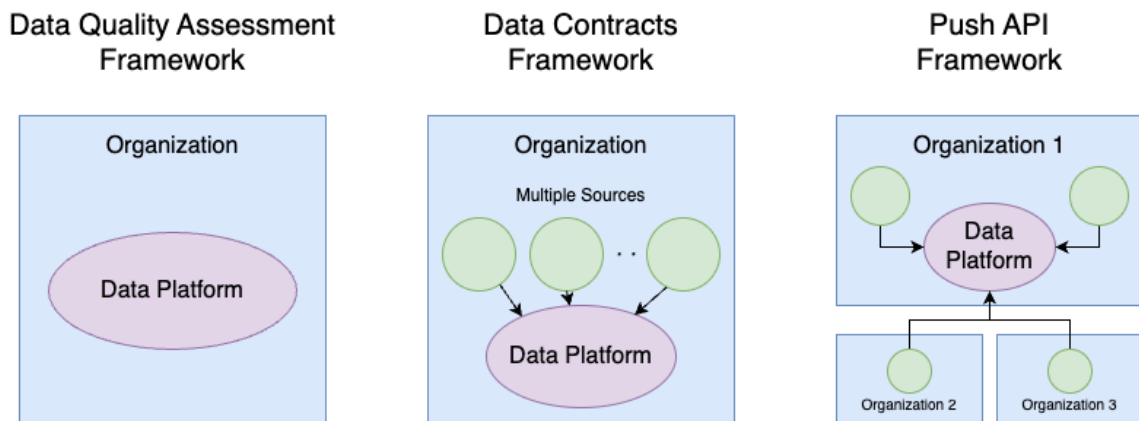 Data Quality Assessment
Framework
Organization
Data Platform
Data Contracts
Framework
Organization
Multiple Sources
. .
Data Platform
Push API
Framework
Organization 1
Data
Platform
Organization 2
Organization 3